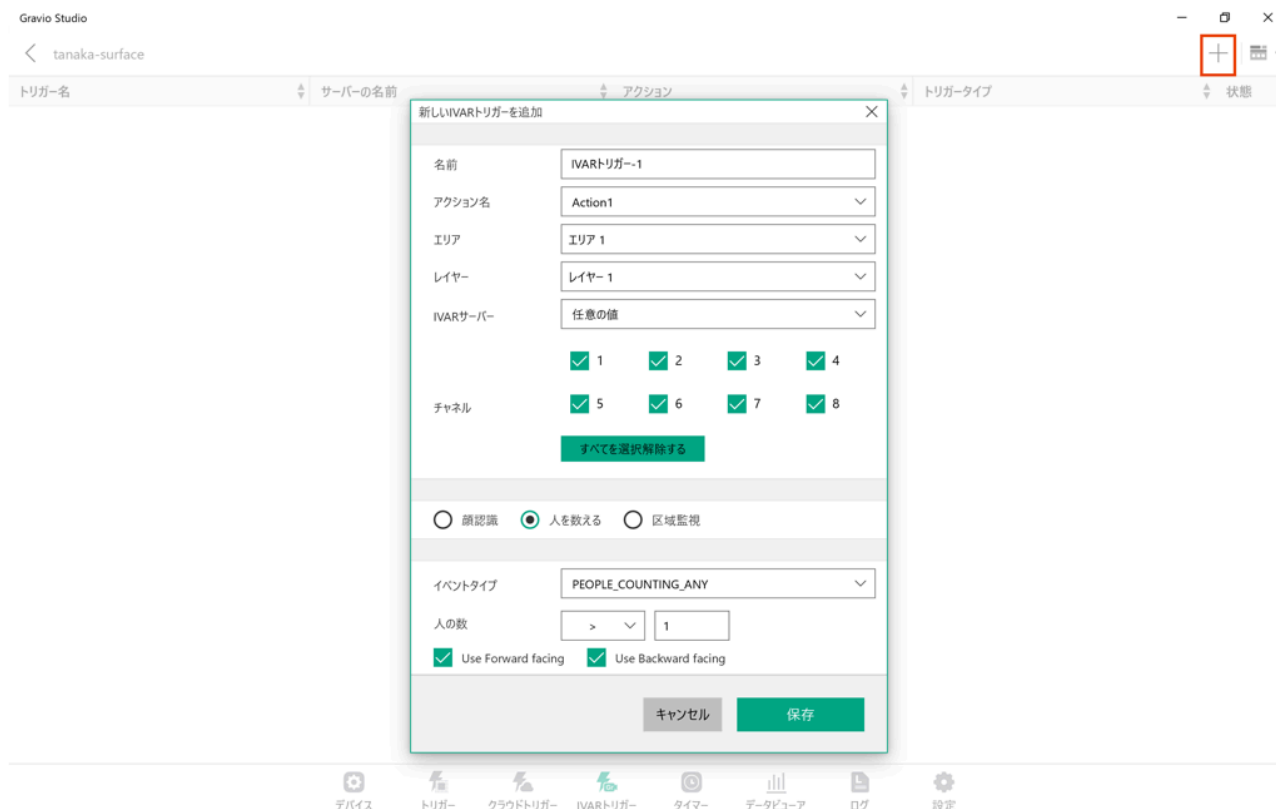 Gravio Studio
tanaka-surface
トリガー名 サーバーの名前 アクション トリガータイプ 状態
新しいIVARトリガーを追加
名前 IVARトリガー-1
アクション名 Action1
エリア エリア 1
レイヤー レイヤー 1
IVARサーバー 任意の値
1 2 3 4
チャネル 5 6 7 8
すべてを選択解除する
顔認識 人を数える 区域監視
イベントタイプ PEOPLE_COUNTING_ANY
人の数 > 1
Use Forward facing Use Backward facing
キャンセル 保存
デバイス トリガー クラウドトリガー IVARトリガー タイマー データビューア ログ 設定